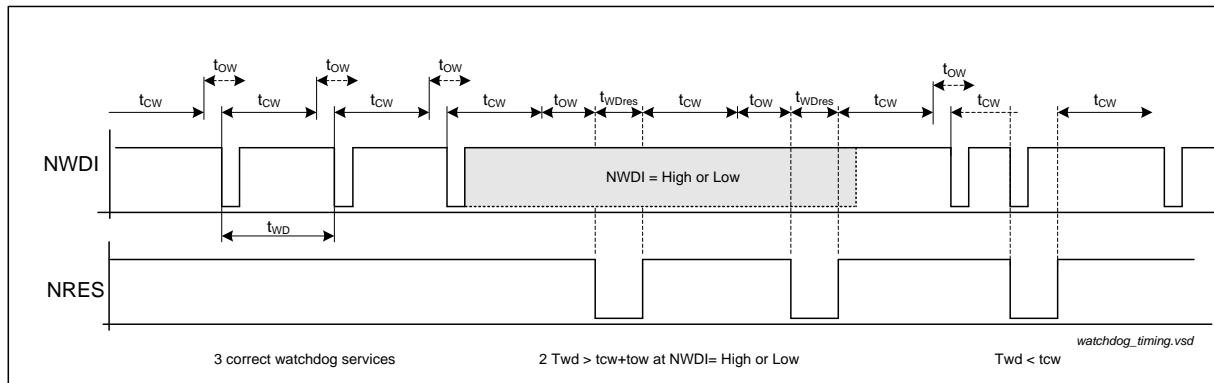 tOW tOW tOW tOW
tCW tCW tCW tCW tOW tWDres tCW tOW tWDres tCW tCW tCW
NWDI
NWDI = High or Low
tWD
NRES
watchdog_timing.vsd
3 correct watchdog services 2 Twd > tcw+tow at NWDI= High or Low Twd < tcw